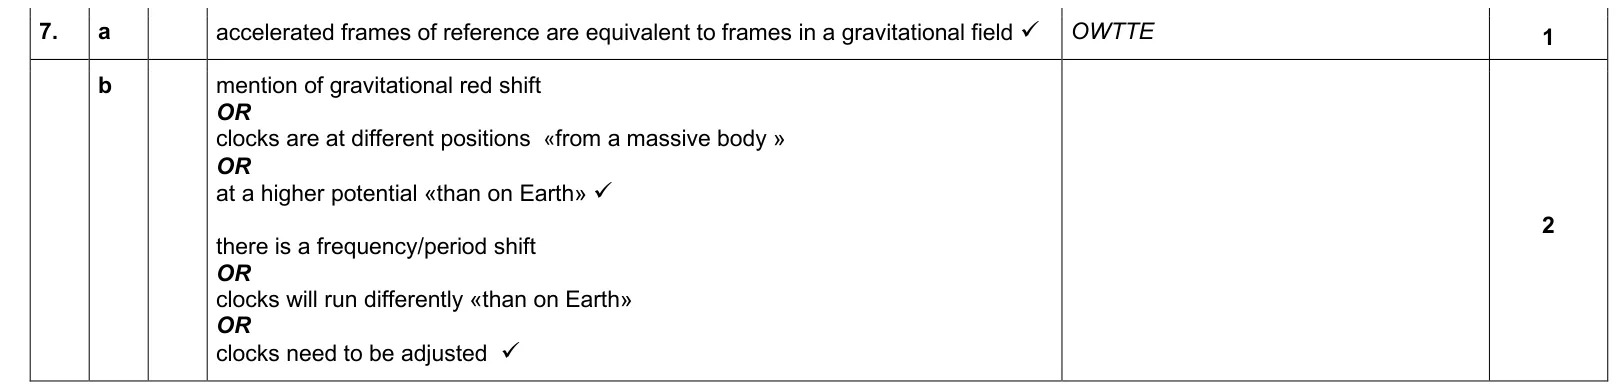 7. a accelerated frames of reference are equivalent to frames in a gravitational field ✓ OWTTE 1
b mention of gravitational red shift
OR
clocks are at different positions «from a massive body »
OR
at a higher potential «than on Earth» ✓
there is a frequency/period shift
OR
clocks will run differently «than on Earth»
OR
clocks need to be adjusted ✓
2